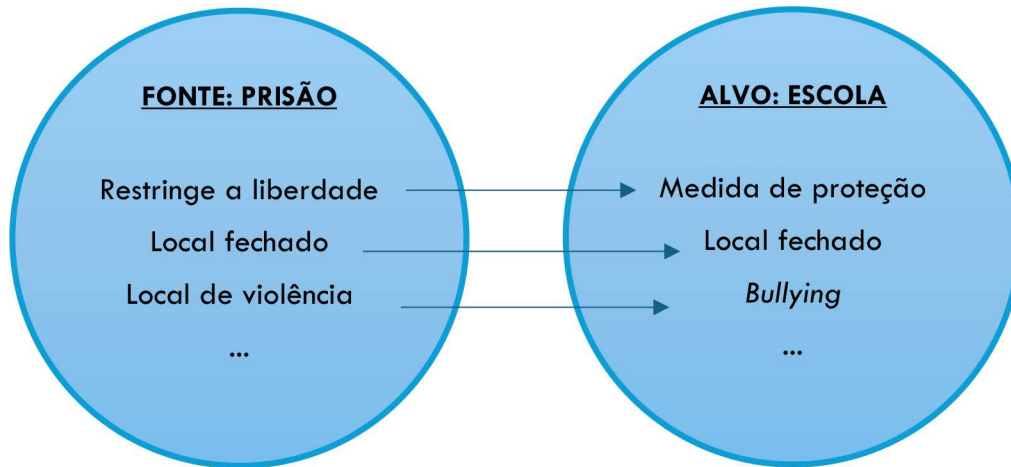 FONTE: PRISÃO
Restringe a liberdade
Local fechado
Local de violência
...
ALVO: ESCOLA
Medida de proteção
Local fechado
Bullying
...